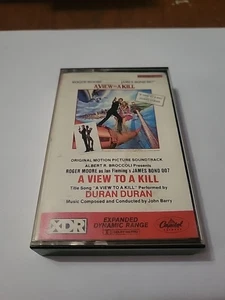 A VIEW TO A KILL
ORIGINAL MOTION PICTURE SOUNDTRACK
ALBERT R. BROCCOLI Presents
ROGER MOORE as Ian Fleming's JAMES BOND 007
A VIEW TO A KILL
Title Song "A VIEW TO A KILL" Performed by
DURAN DURAN
Music Composed and Conducted by John Barry
XDR
EXPANDED
DYNAMIC RANGE
Capitol